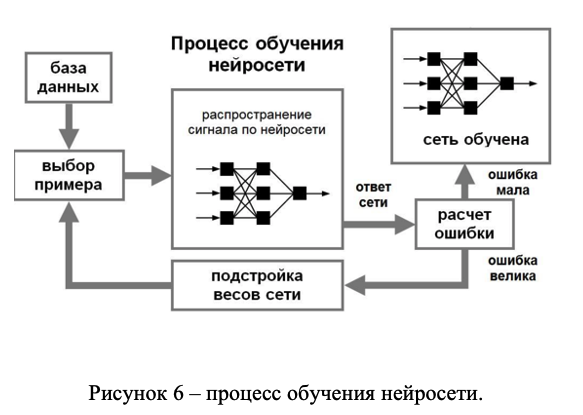 Процесс обучения
нейросети
база
данных
выбор
примера
распространение
сигнала по нейросети
ответ
сети
расчет
ошибки
ошибка
мала
сеть обучена
ошибка
велика
подстройка
весов сети
Рисунок 6 – процесс обучения нейросети.